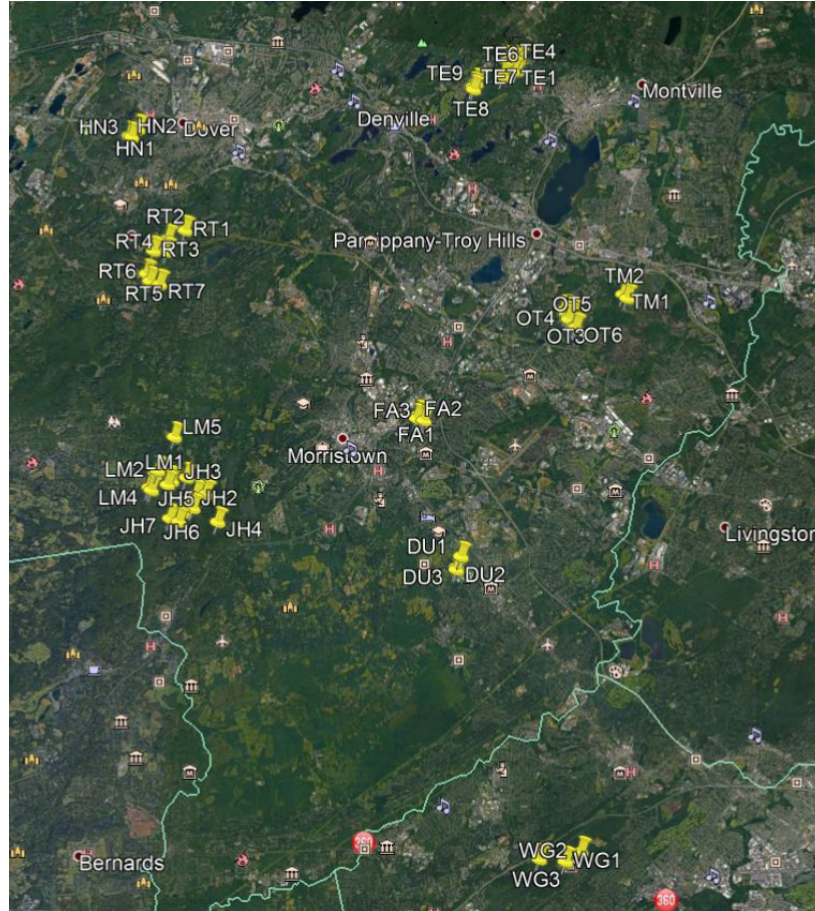 TE6
TE4
TE9
TE7
TE1
TE8
Montville
Denville
HN3
HN2
Dover
HN1
RT2
RT1
RT4
RT3
Parsippany-Troy Hills
RT6
RT5
RT7
TM2
TM1
OT5
OT4
OT3
OT6
FA3
FA2
FA1
LM5
Morristown
LM1
LM2
JH3
LM4
JH5
JH2
JH7
JH6
JH4
Livingston
DU1
DU3
DU2
360
WG2
WG1
WG3
Bernards
360